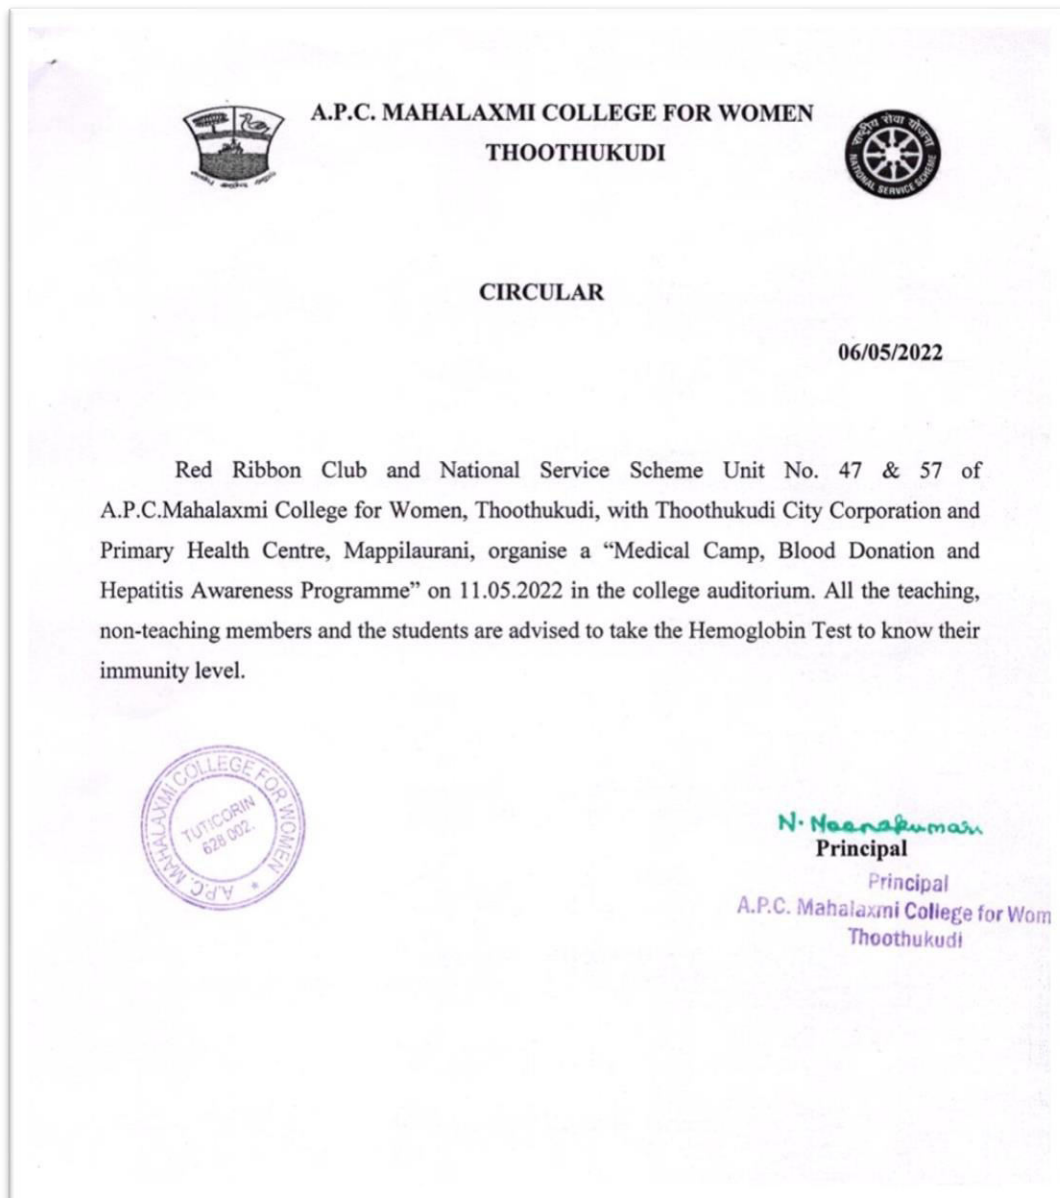 A.P.C. MAHALAXMI COLLEGE FOR WOMEN
THOOTHUKUDI
राष्ट्रीय सेवा योजना
NATIONAL SERVICE SCHEME
CIRCULAR
06/05/2022
Red Ribbon Club and National Service Scheme Unit No. 47 & 57 of
A.P.C.Mahalaxmi College for Women, Thoothukudi, with Thoothukudi City Corporation and
Primary Health Centre, Mappilaurani, organise a “Medical Camp, Blood Donation and
Hepatitis Awareness Programme” on 11.05.2022 in the college auditorium. All the teaching,
non-teaching members and the students are advised to take the Hemoglobin Test to know their
immunity level.
A.P.C. MAHALAXMI COLLEGE FOR WOMEN *
TUTICORIN
628 002.
N.
Principal
Principal
A.P.C. Mahalaxmi College for Wom
Thoothukudi